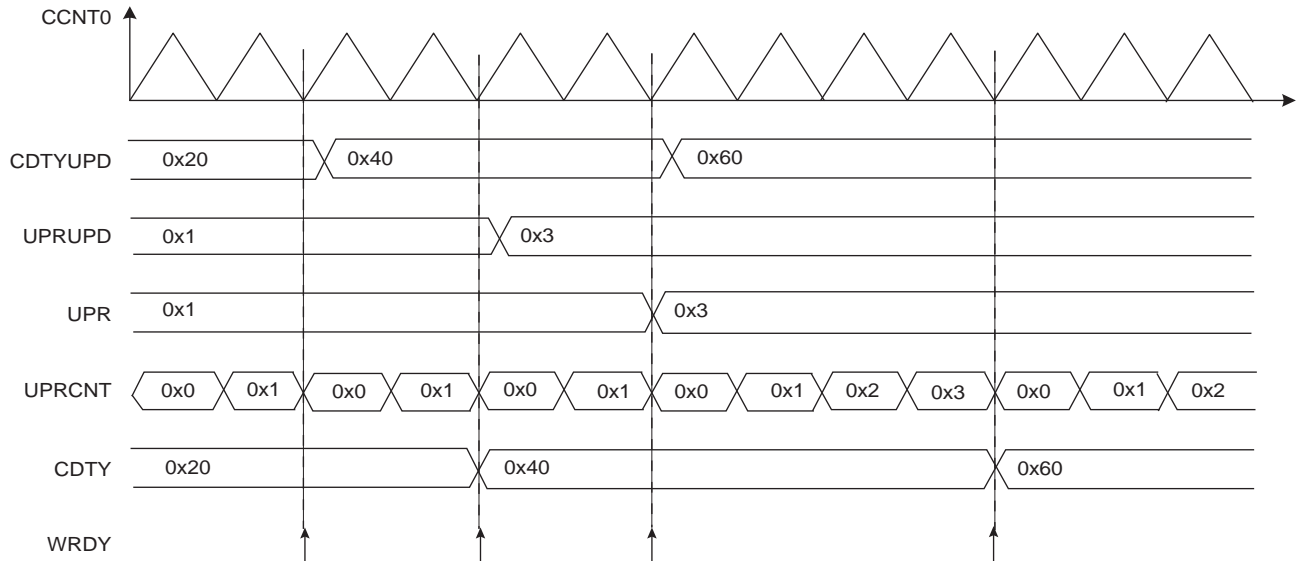 CCNT0
CDTYUPD 0x20 0x40 0x60
UPRUPD 0x1 0x3
UPR 0x1 0x3
UPRCNT 0x0 0x1 0x0 0x1 0x0 0x1 0x0 0x1 0x2 0x3 0x0 0x1 0x2
CDTY 0x20 0x40 0x60
WRDY